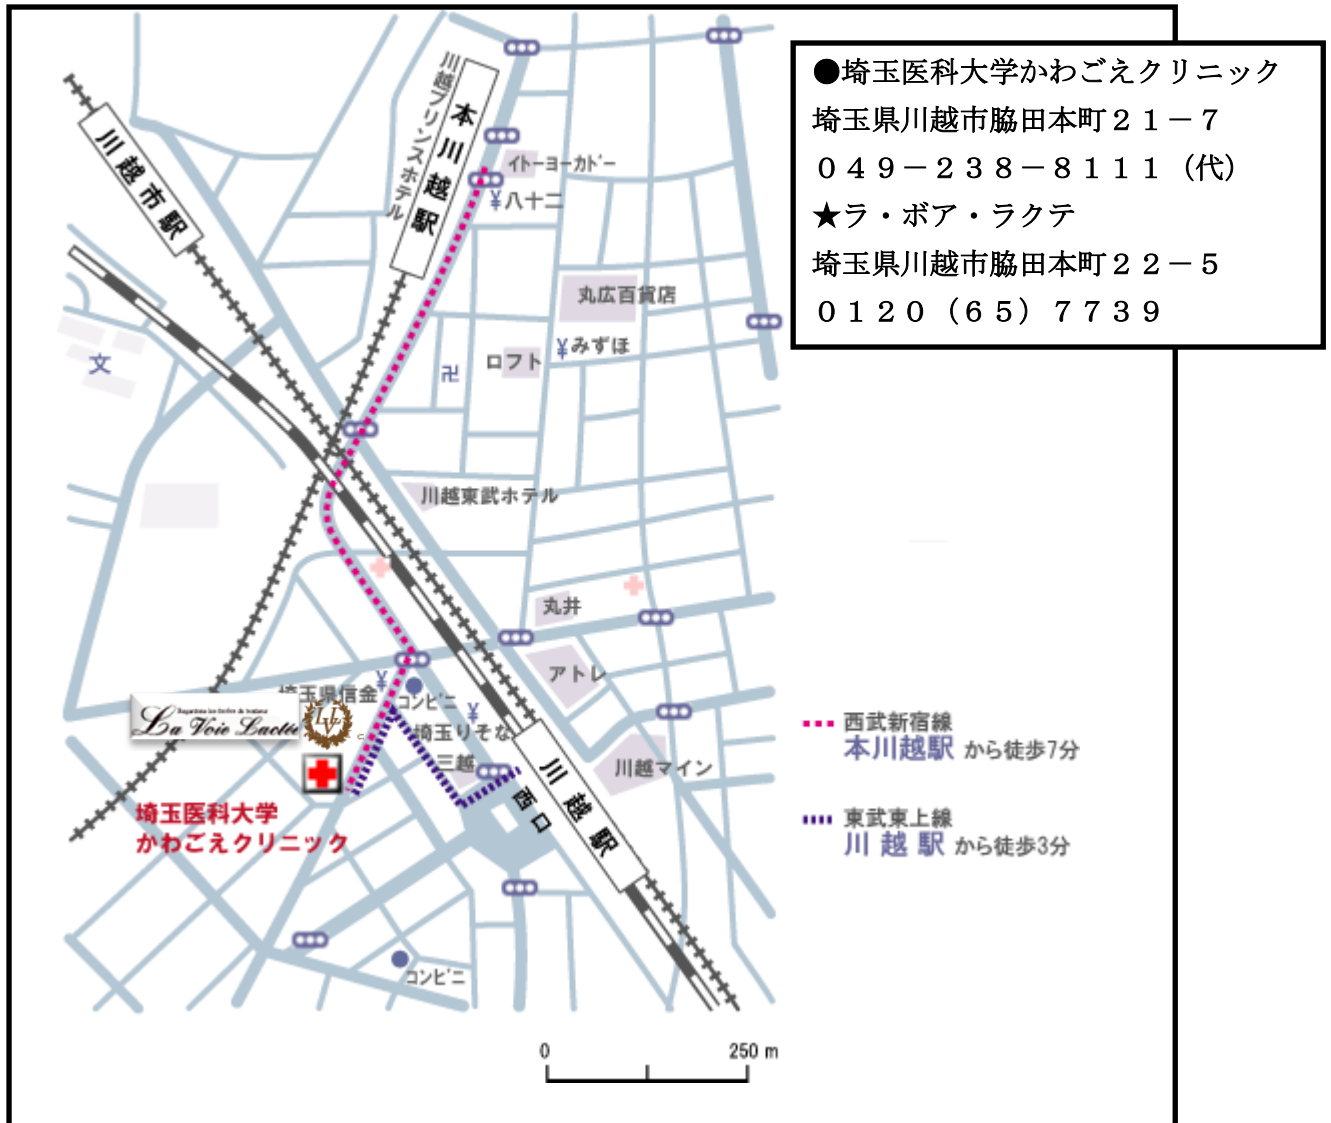 ●埼玉医科大学かわごえクリニック
埼玉県川越市脇田本町２１－７
０４９－２３８－８１１１（代）
★ラ・ボア・ラクテ
埼玉県川越市脇田本町２２－５
０１２０（６５）７７３９
川越市駅
川越プリンスホテル
本川越駅
イトーヨーカドー
¥八十二
丸広百貨店
¥みずほ
ロフト
卍
文
川越東武ホテル
丸井
アトレ
埼玉県信金
¥
コンビニ
¥
埼玉りそな
三越
La Voie Lactée
LVL
川越駅
西口
川越マイン
埼玉医科大学
かわごえクリニック
コンビニ
西武新宿線
本川越駅 から徒歩7分
東武東上線
川 越 駅 から徒歩3分
0 250 m